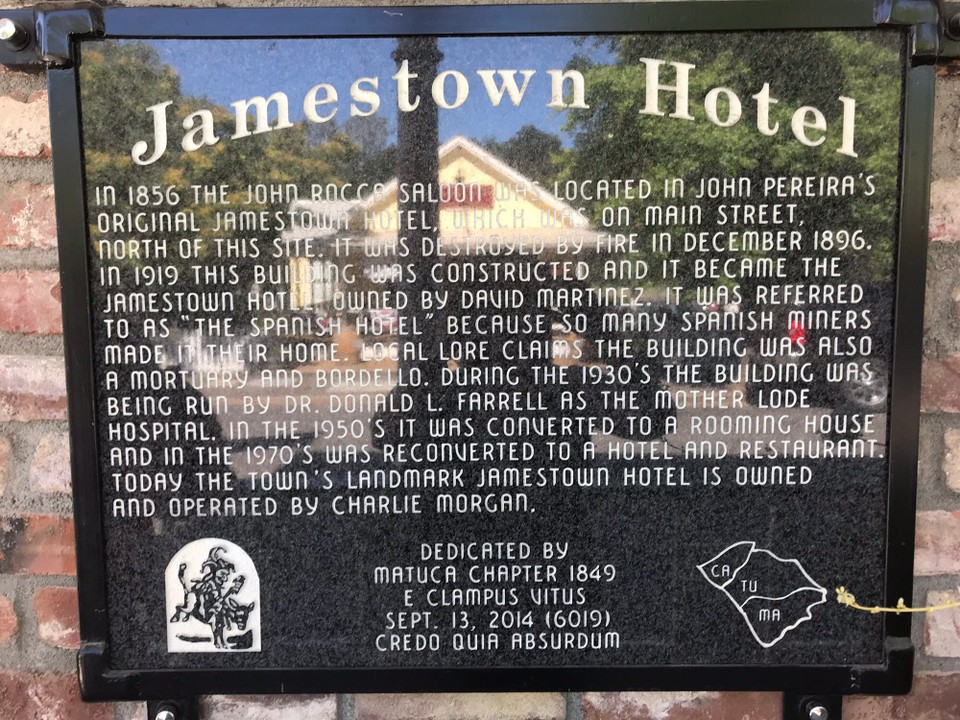 Jamestown Hotel
IN 1856 THE JOHN ROCCA SALOON WAS LOCATED IN JOHN PEREIRA'S
ORIGINAL JAMESTOWN HOTEL, WHICH WAS ON MAIN STREET,
NORTH OF THIS SITE. IT WAS DESTROYED BY FIRE IN DECEMBER 1896.
IN 1919 THIS BUILDING WAS CONSTRUCTED AND IT BECAME THE
JAMESTOWN HOTEL OWNED BY DAVID MARTINEZ. IT WAS REFERRED
TO AS "THE SPANISH HOTEL" BECAUSE SO MANY SPANISH MINERS
MADE IT THEIR HOME. LOCAL LORE CLAIMS THE BUILDING WAS ALSO
A MORTUARY AND BORDELLO. DURING THE 1930'S THE BUILDING WAS
BEING RUN BY DR. DONALD L. FARRELL AS THE MOTHER LODE
HOSPITAL. IN THE 1950'S IT WAS CONVERTED TO A ROOMING HOUSE
AND IN THE 1970'S WAS RECONVERTED TO A HOTEL AND RESTAURANT.
TODAY THE TOWN'S LANDMARK JAMESTOWN HOTEL IS OWNED
AND OPERATED BY CHARLIE MORGAN.
DEDICATED BY
MATUCA CHAPTER 1849
E CLAMPUS VITUS
SEPT. 13, 2014 (6019)
CREDO QUIA ABSURDUM
CA
TU
MA